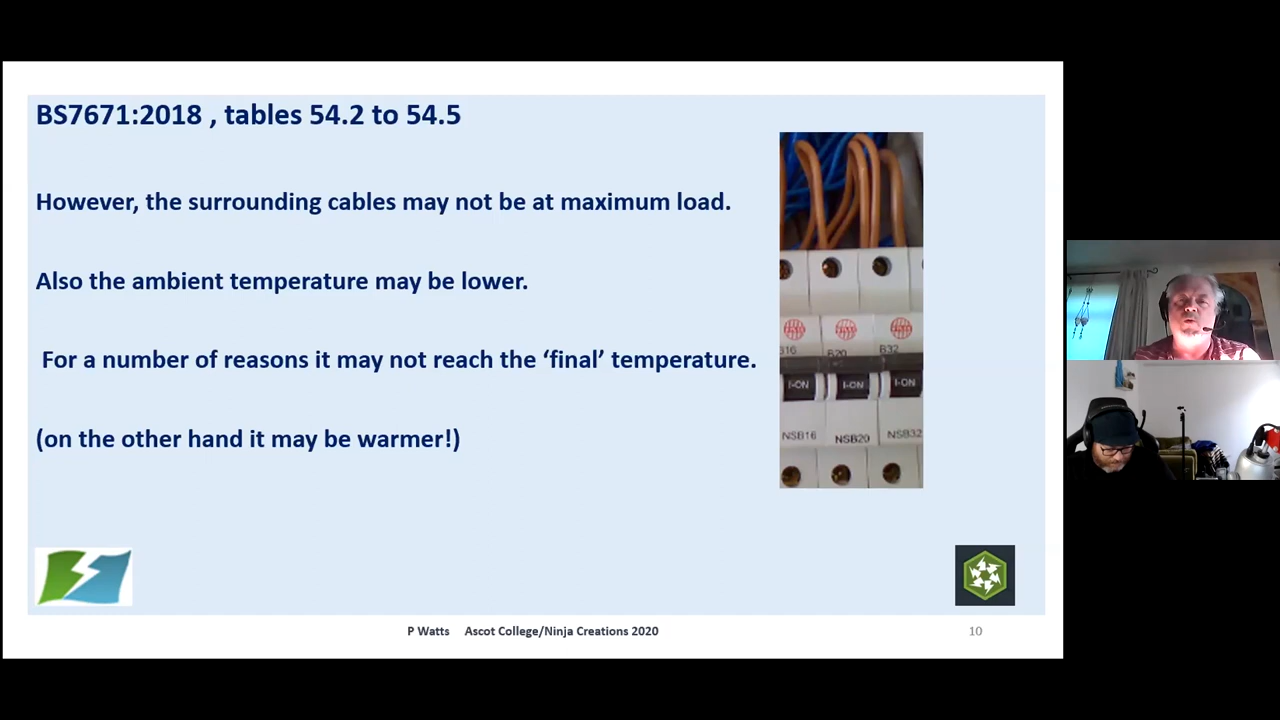 BS7671:2018 , tables 54.2 to 54.5
However, the surrounding cables may not be at maximum load.
Also the ambient temperature may be lower.
For a number of reasons it may not reach the ‘final’ temperature.
(on the other hand it may be warmer!)
B16 B20 B32
I-ON I-ON I-ON
NSB16 NSB20 NSB32
P Watts Ascot College/Ninja Creations 2020
10